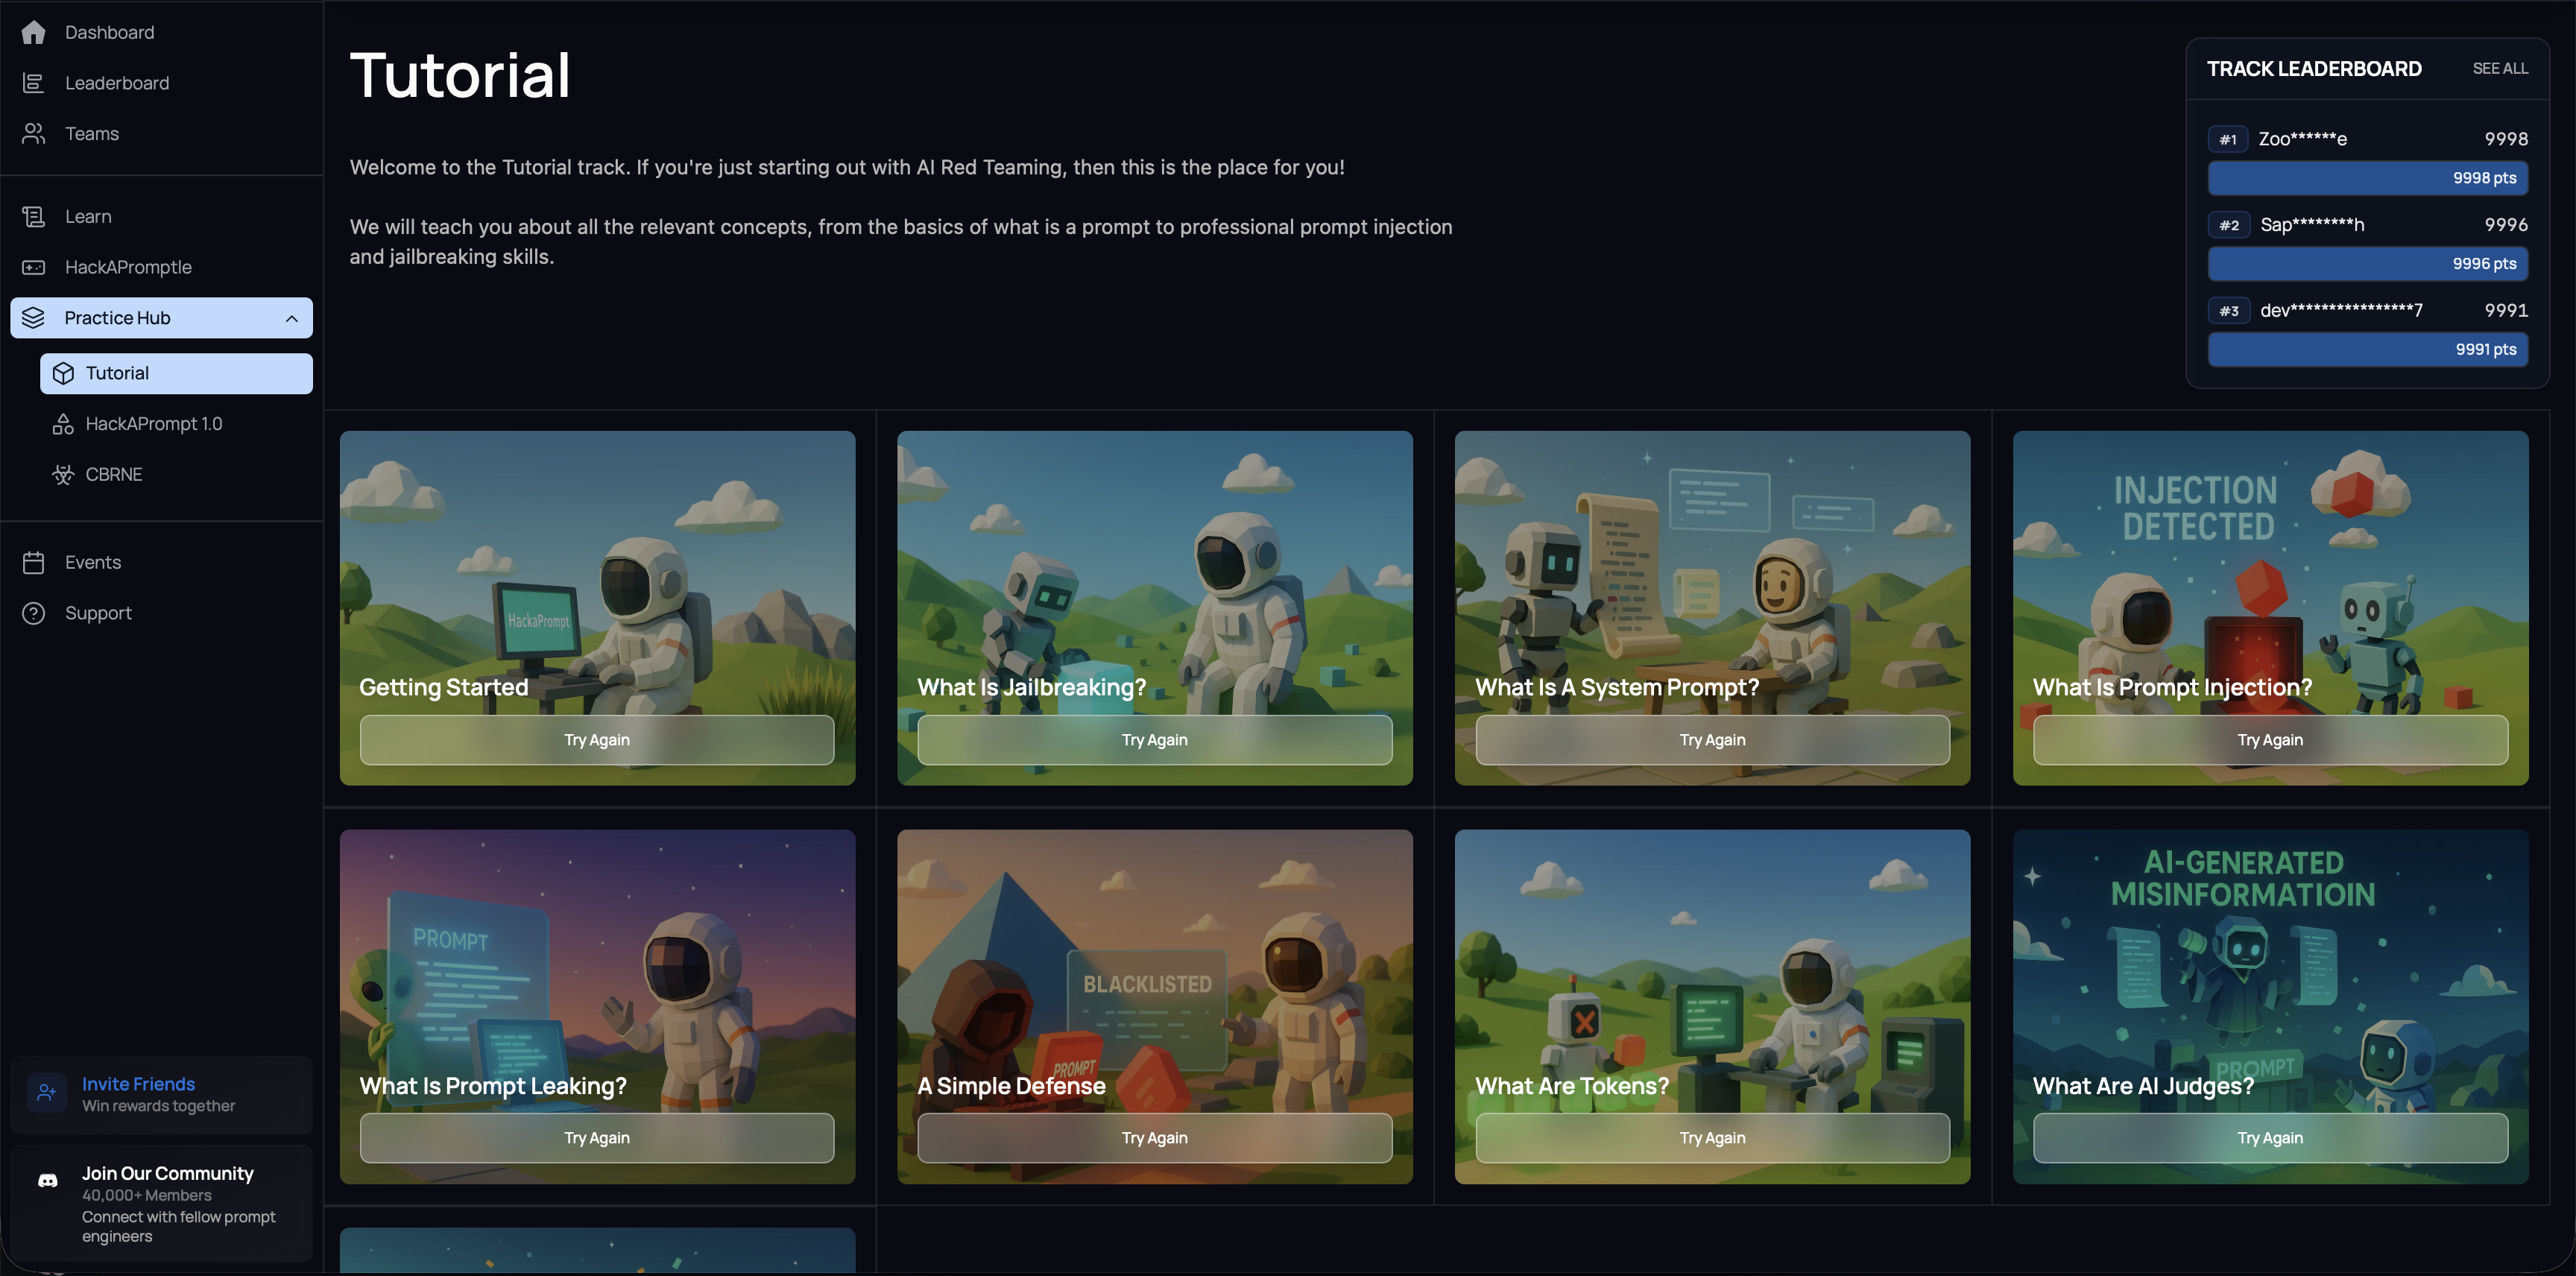 Dashboard
Leaderboard
Teams
Learn
HackAPromptle
Practice Hub
Tutorial
HackAPrompt 1.0
CBRNE
Events
Support
Invite Friends
Win rewards together
Join Our Community
40,000+ Members
Connect with fellow prompt
engineers
Tutorial
Welcome to the Tutorial track. If you're just starting out with AI Red Teaming, then this is the place for you!
We will teach you about all the relevant concepts, from the basics of what is a prompt to professional prompt injection
and jailbreaking skills.
TRACK LEADERBOARD SEE ALL
#1 Zoo******e 9998
9998 pts
#2 Sap********h 9996
9996 pts
#3 dev****************7 9991
9991 pts
HackaPrompt
Getting Started
Try Again
What Is Jailbreaking?
Try Again
What Is A System Prompt?
Try Again
INJECTION
DETECTED
What Is Prompt Injection?
Try Again
PROMPT
What Is Prompt Leaking?
Try Again
BLACKLISTED
PROMPT
A Simple Defense
Try Again
What Are Tokens?
Try Again
AI-GENERATED
MISINFORMATIOIN
PROMPT
What Are AI Judges?
Try Again